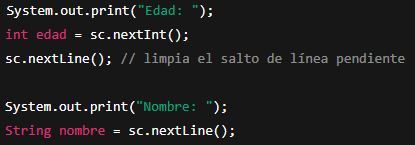 System.out.print("Edad: ");
int edad = sc.nextInt();
sc.nextLine(); // limpia el salto de línea pendiente
System.out.print("Nombre: ");
String nombre = sc.nextLine();